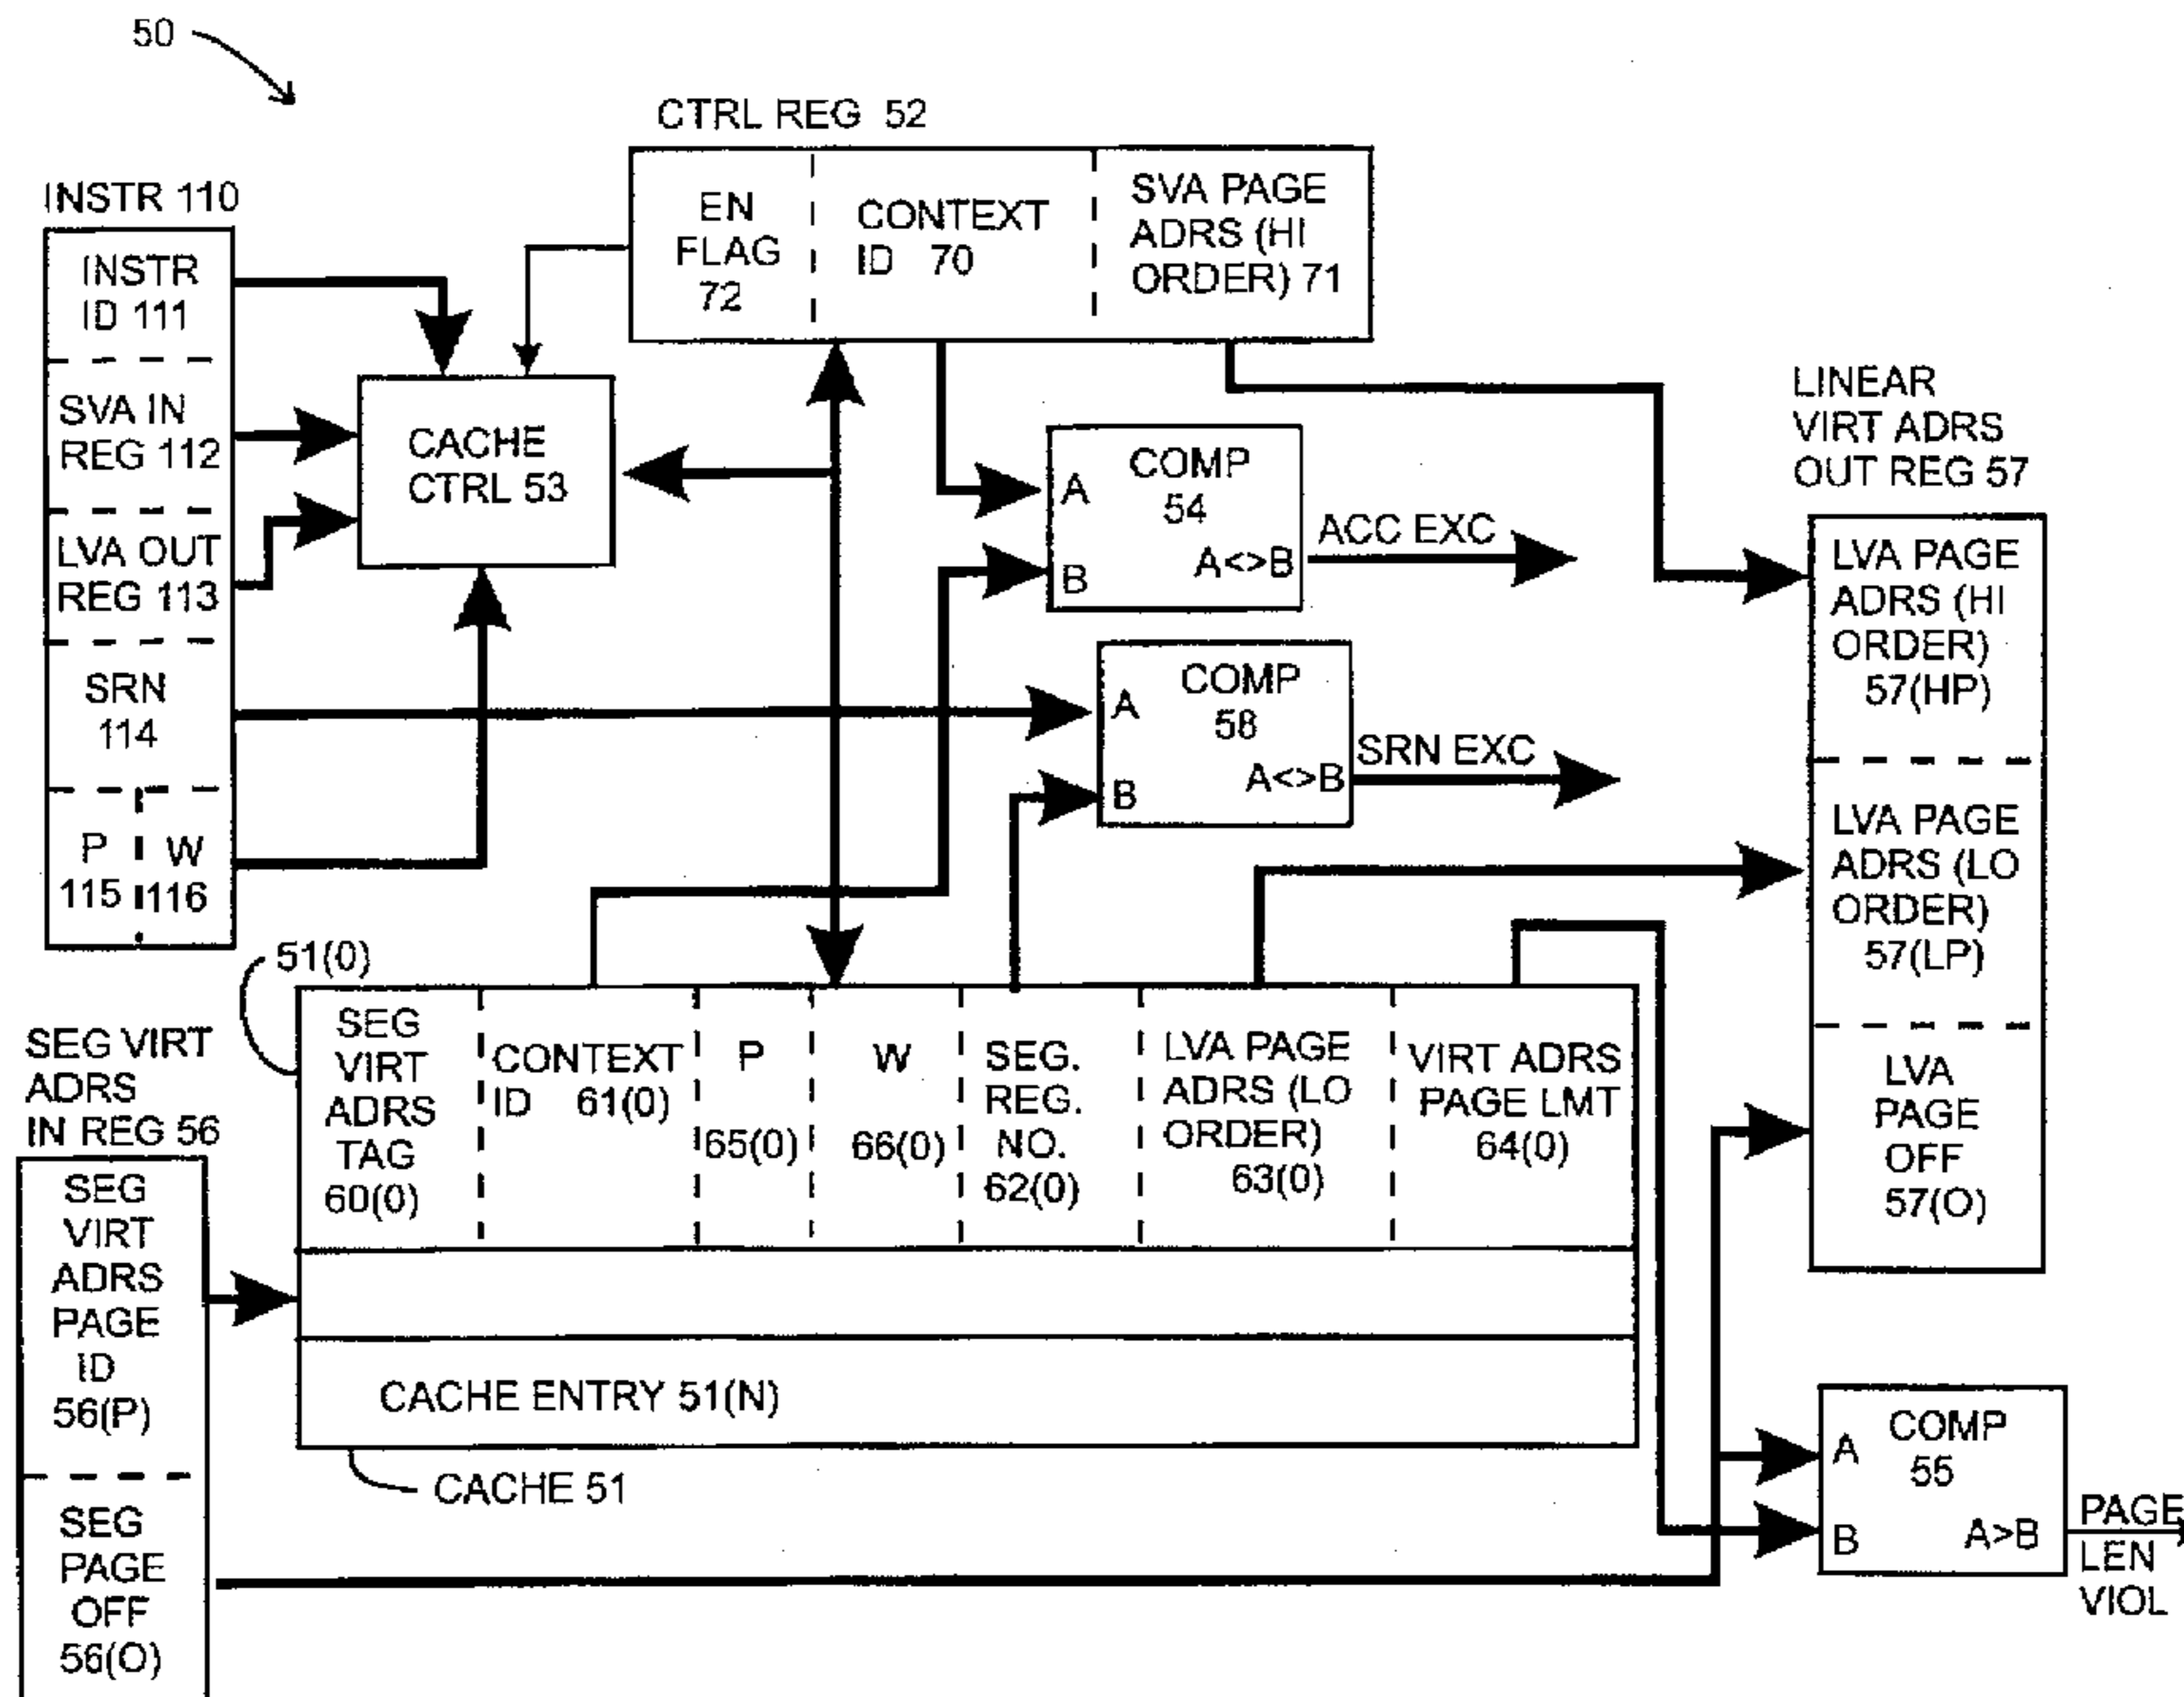 50
CTRL REG 52
EN
FLAG
72
CONTEXT
ID 70
SVA PAGE
ADRS (HI
ORDER) 71
INSTR 110
INSTR
ID 111
SVA IN
REG 112
LVA OUT
REG 113
SRN
114
P
115
W
116
CACHE
CTRL 53
COMP
54
A
B
A<>B
ACC EXC
COMP
58
A
B
A<>B
SRN EXC
LINEAR
VIRT ADRS
OUT REG 57
LVA PAGE
ADRS (HI
ORDER)
57(HP)
LVA PAGE
ADRS (LO
ORDER)
57(LP)
LVA
PAGE
OFF
57(O)
51(0)
SEG
VIRT
ADRS
TAG
60(0)
CONTEXT
ID 61(0)
P
65(0)
W
66(0)
SEG.
REG.
NO.
62(0)
LVA PAGE
ADRS (LO
ORDER)
63(0)
VIRT ADRS
PAGE LMT
64(0)
CACHE ENTRY 51(N)
CACHE 51
SEG VIRT
ADRS
IN REG 56
SEG
VIRT
ADRS
PAGE
ID
56(P)
SEG
PAGE
OFF
56(O)
COMP
55
A
B
A>B
PAGE
LEN
VIOL